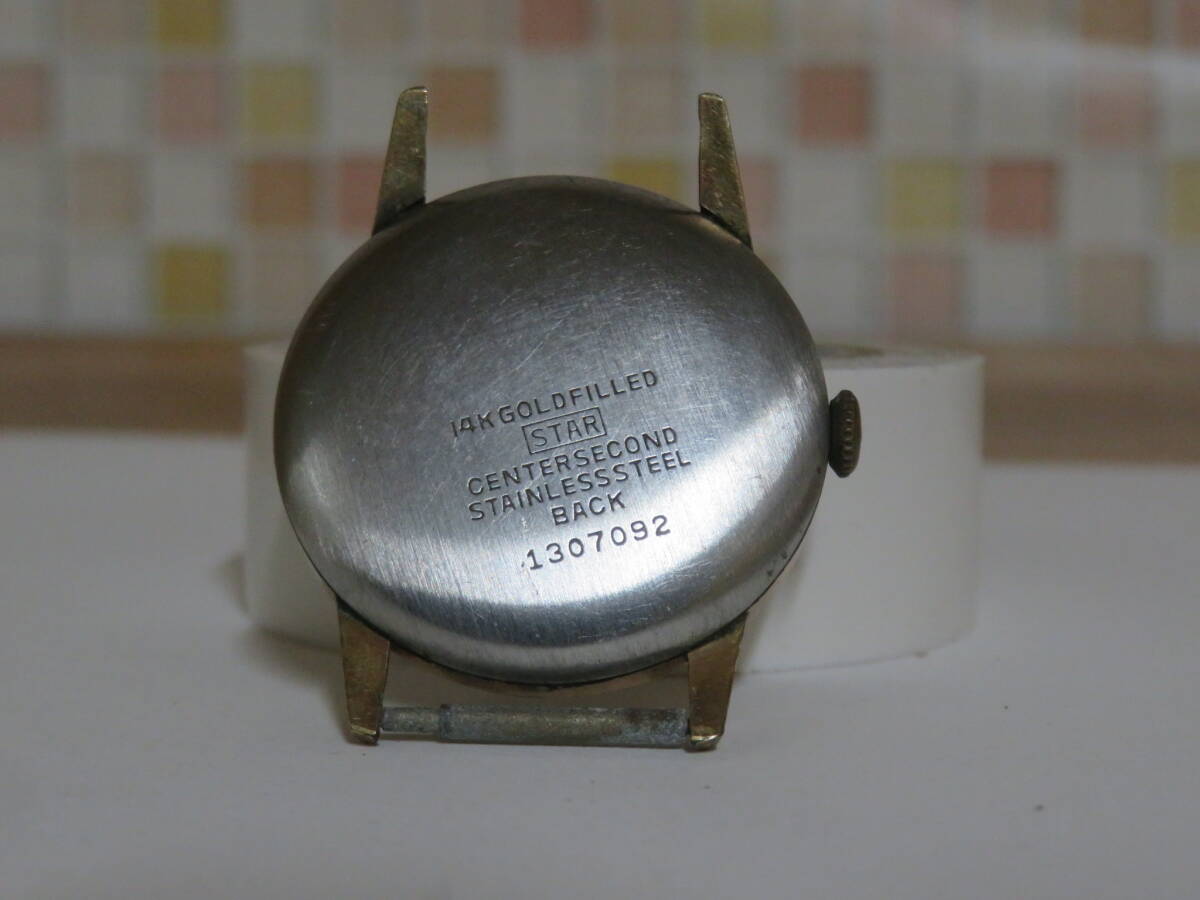 14K GOLDFILLED
STAR
CENTERSECOND
STAINLESSSTEEL
BACK
1307092